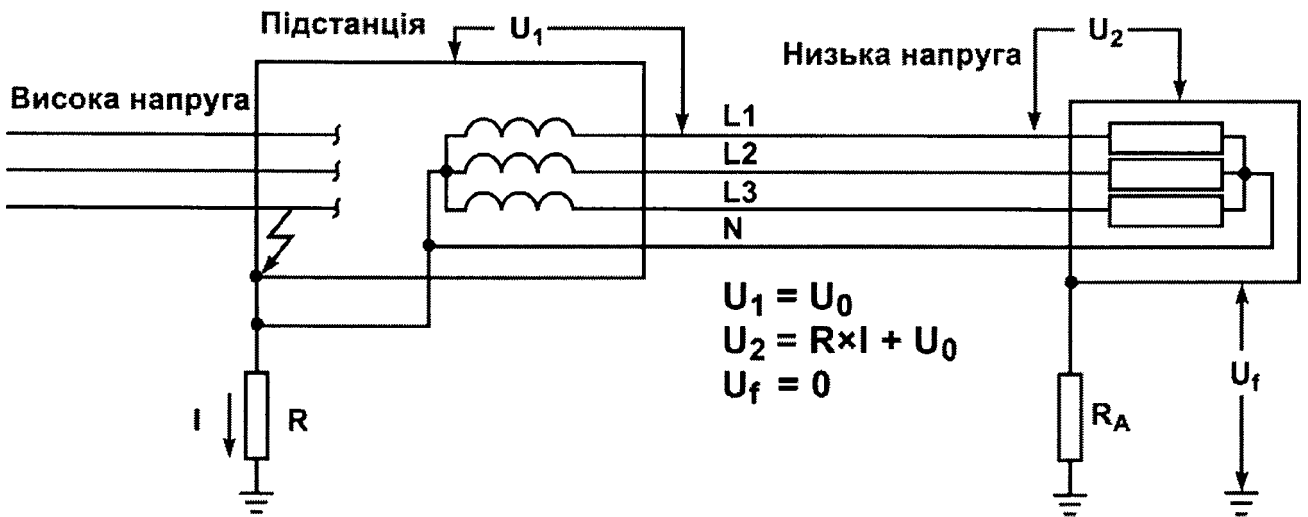 Підстанція
U1
Низька напруга
U2
Висока напруга
L1
L2
L3
N
U1 = U0
U2 = R×I + U0
Uf = 0
I
R
RA
Uf